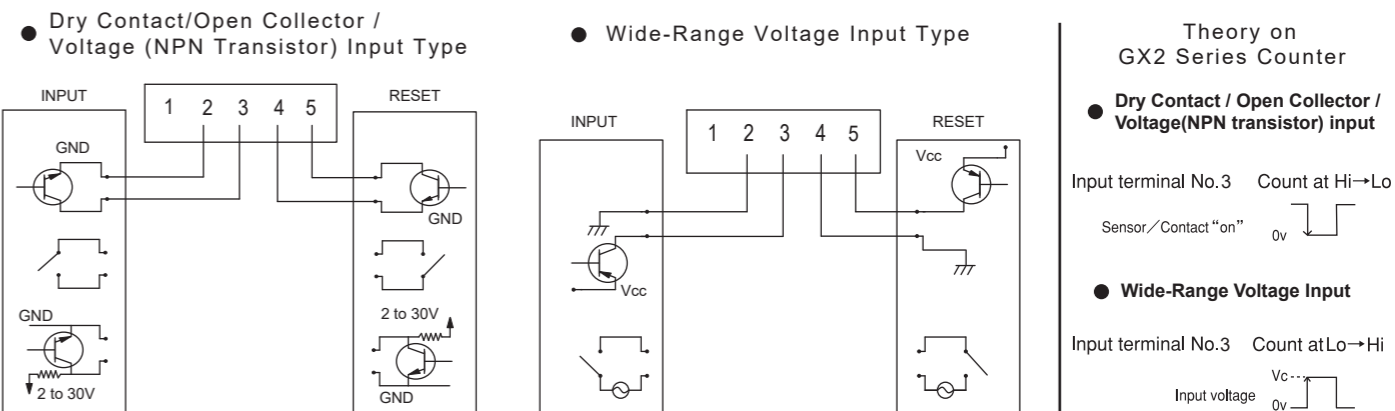 ● Dry Contact/Open Collector /
Voltage (NPN Transistor) Input Type
INPUT
1 2 3 4 5
RESET
GND
GND
GND
2 to 30V
2 to 30V
GND
● Wide-Range Voltage Input Type
INPUT
1 2 3 4 5
RESET
Vcc
Vcc
Theory on
GX2 Series Counter
● Dry Contact / Open Collector /
Voltage(NPN transistor) input
Input terminal No.3 Count at Hi→Lo
Sensor／Contact “on” 0v
● Wide-Range Voltage Input
Input terminal No.3 Count at Lo→Hi
Vc
Input voltage 0v